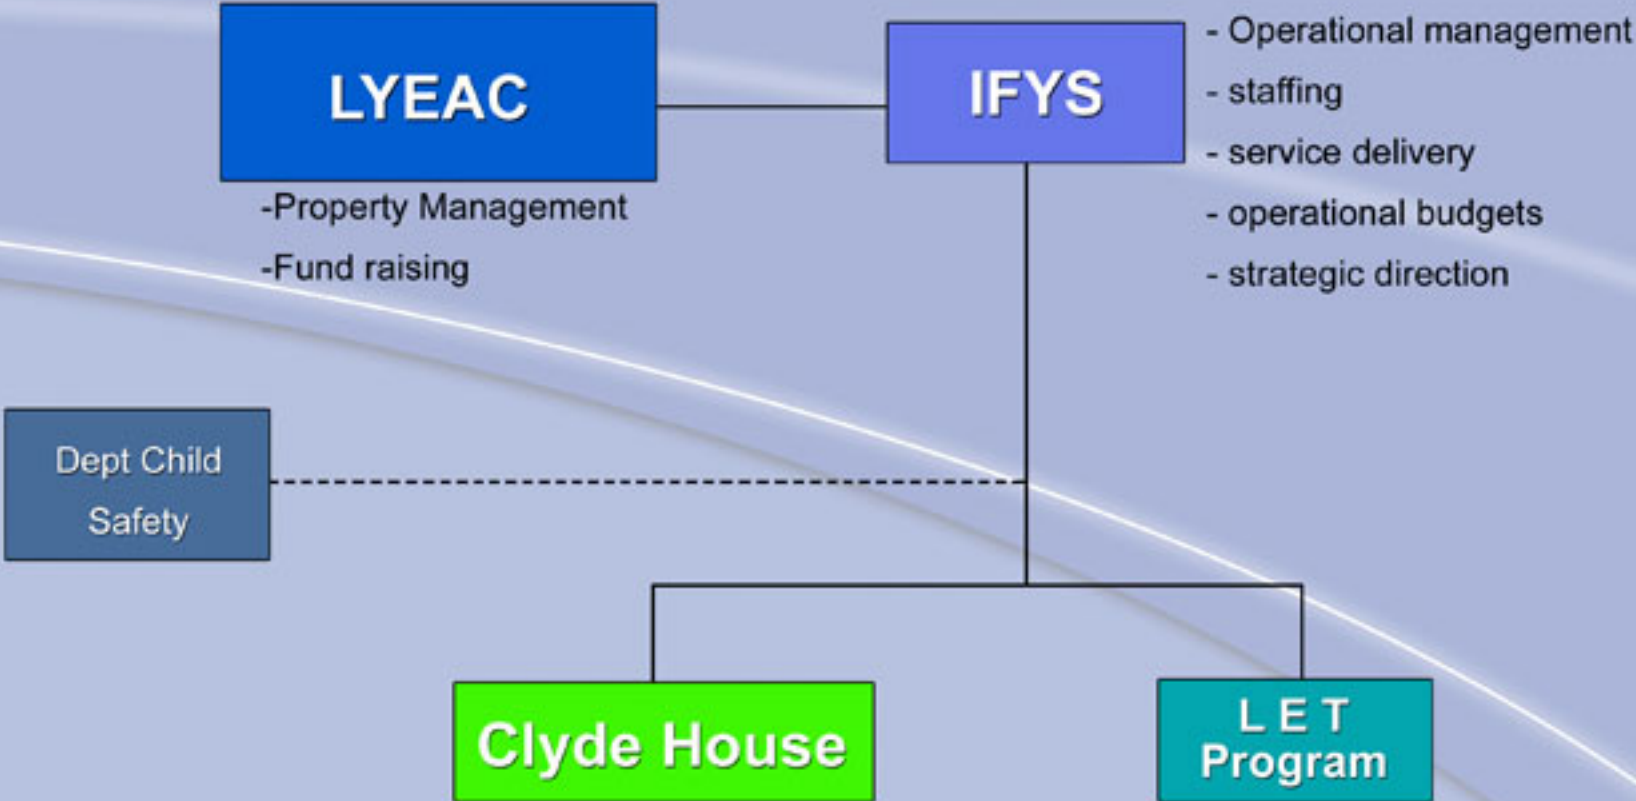 LYEAC
-Property Management
-Fund raising
IFYS
- Operational management
- staffing
- service delivery
- operational budgets
- strategic direction
Dept Child
Safety
Clyde House
L E T
Program